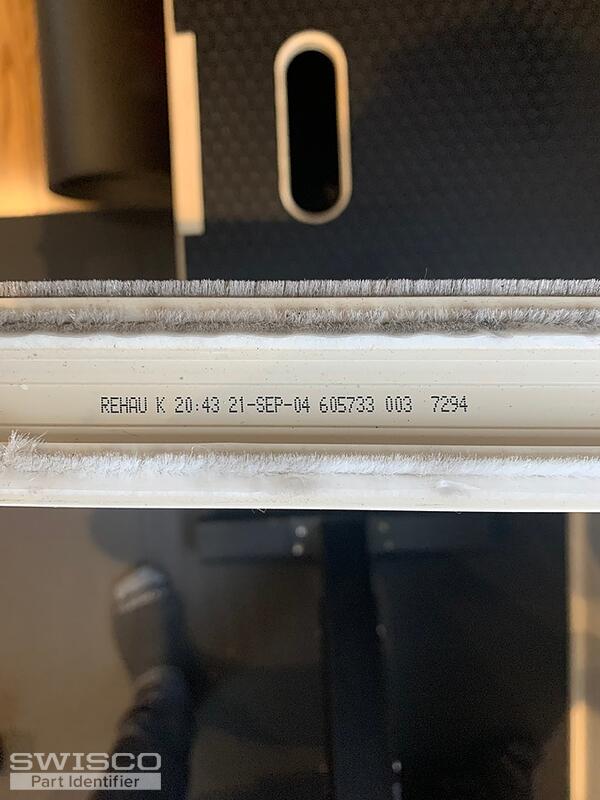 REHAU K 20:43 21-SEP-04 605733 003 7294
SWISCO
Part Identifier